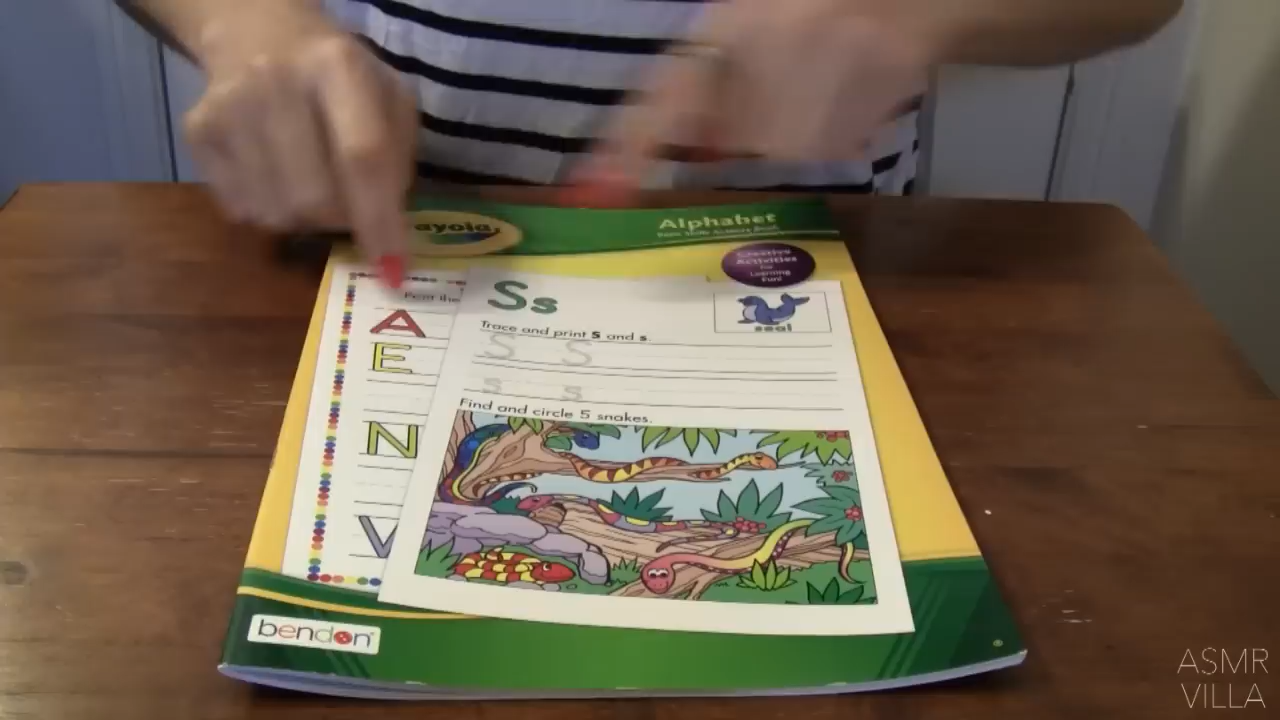 ayola
Alphabet
Creative
Activities
for
Learning
Fun!
Ss
seal
Trace and print S and s.
S S
s s
Find and circle 5 snakes.
A
E
N
V
bendon
ASMR
VILLA